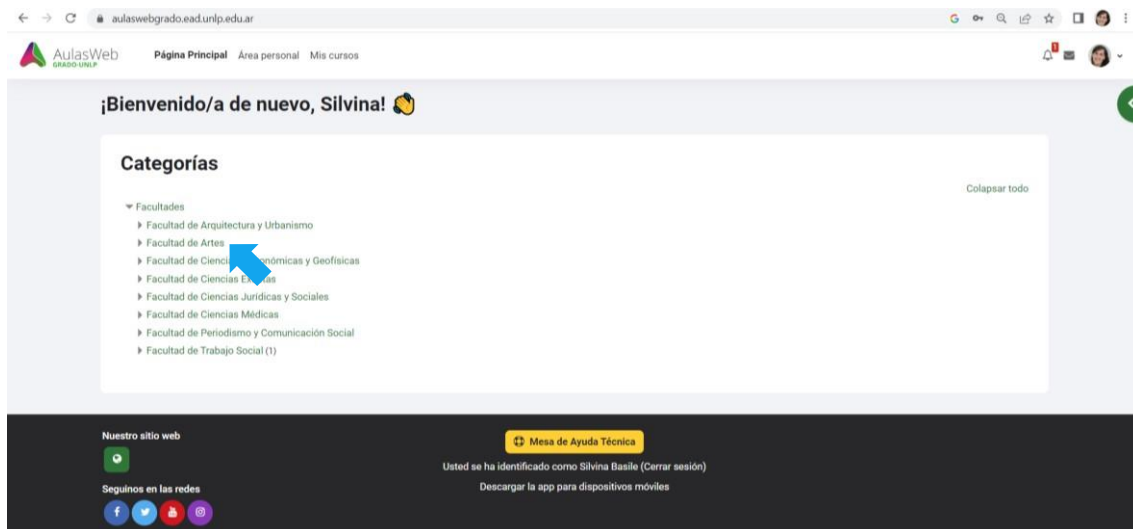 aulaswebgrado.ead.unlp.edu.ar
AulasWeb
GRADO·UNLP
Página Principal Área personal Mis cursos
1
¡Bienvenido/a de nuevo, Silvina!
Categorías
Colapsar todo
Facultades
Facultad de Arquitectura y Urbanismo
Facultad de Artes
Facultad de y Geofísicas
Facultad de Ciencias
Facultad de Ciencias Jurídicas y Sociales
Facultad de Ciencias Médicas
Facultad de Periodismo y Comunicación Social
Facultad de Trabajo Social (1)
Nuestro sitio web
Mesa de Ayuda Técnica
Usted se ha identificado como Silvina Basile (Cerrar sesión)
Seguinos en las redes
Descargar la app para dispositivos móviles